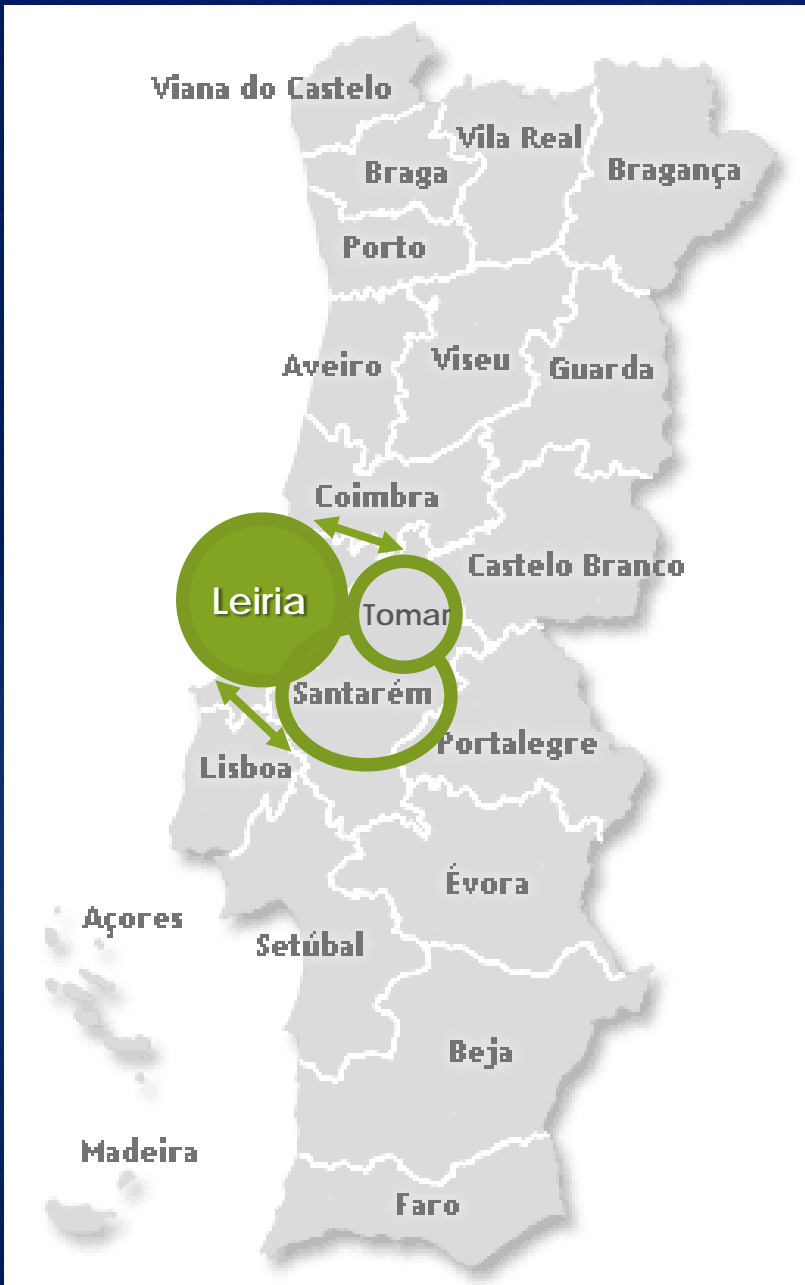 Viana do Castelo
Vila Real
Braga
Bragança
Porto
Aveiro
Viseu
Guarda
Coimbra
Castelo Branco
Leiria
Tomar
Santarém
Portalegre
Lisboa
Évora
Açores
Setúbal
Beja
Madeira
Faro